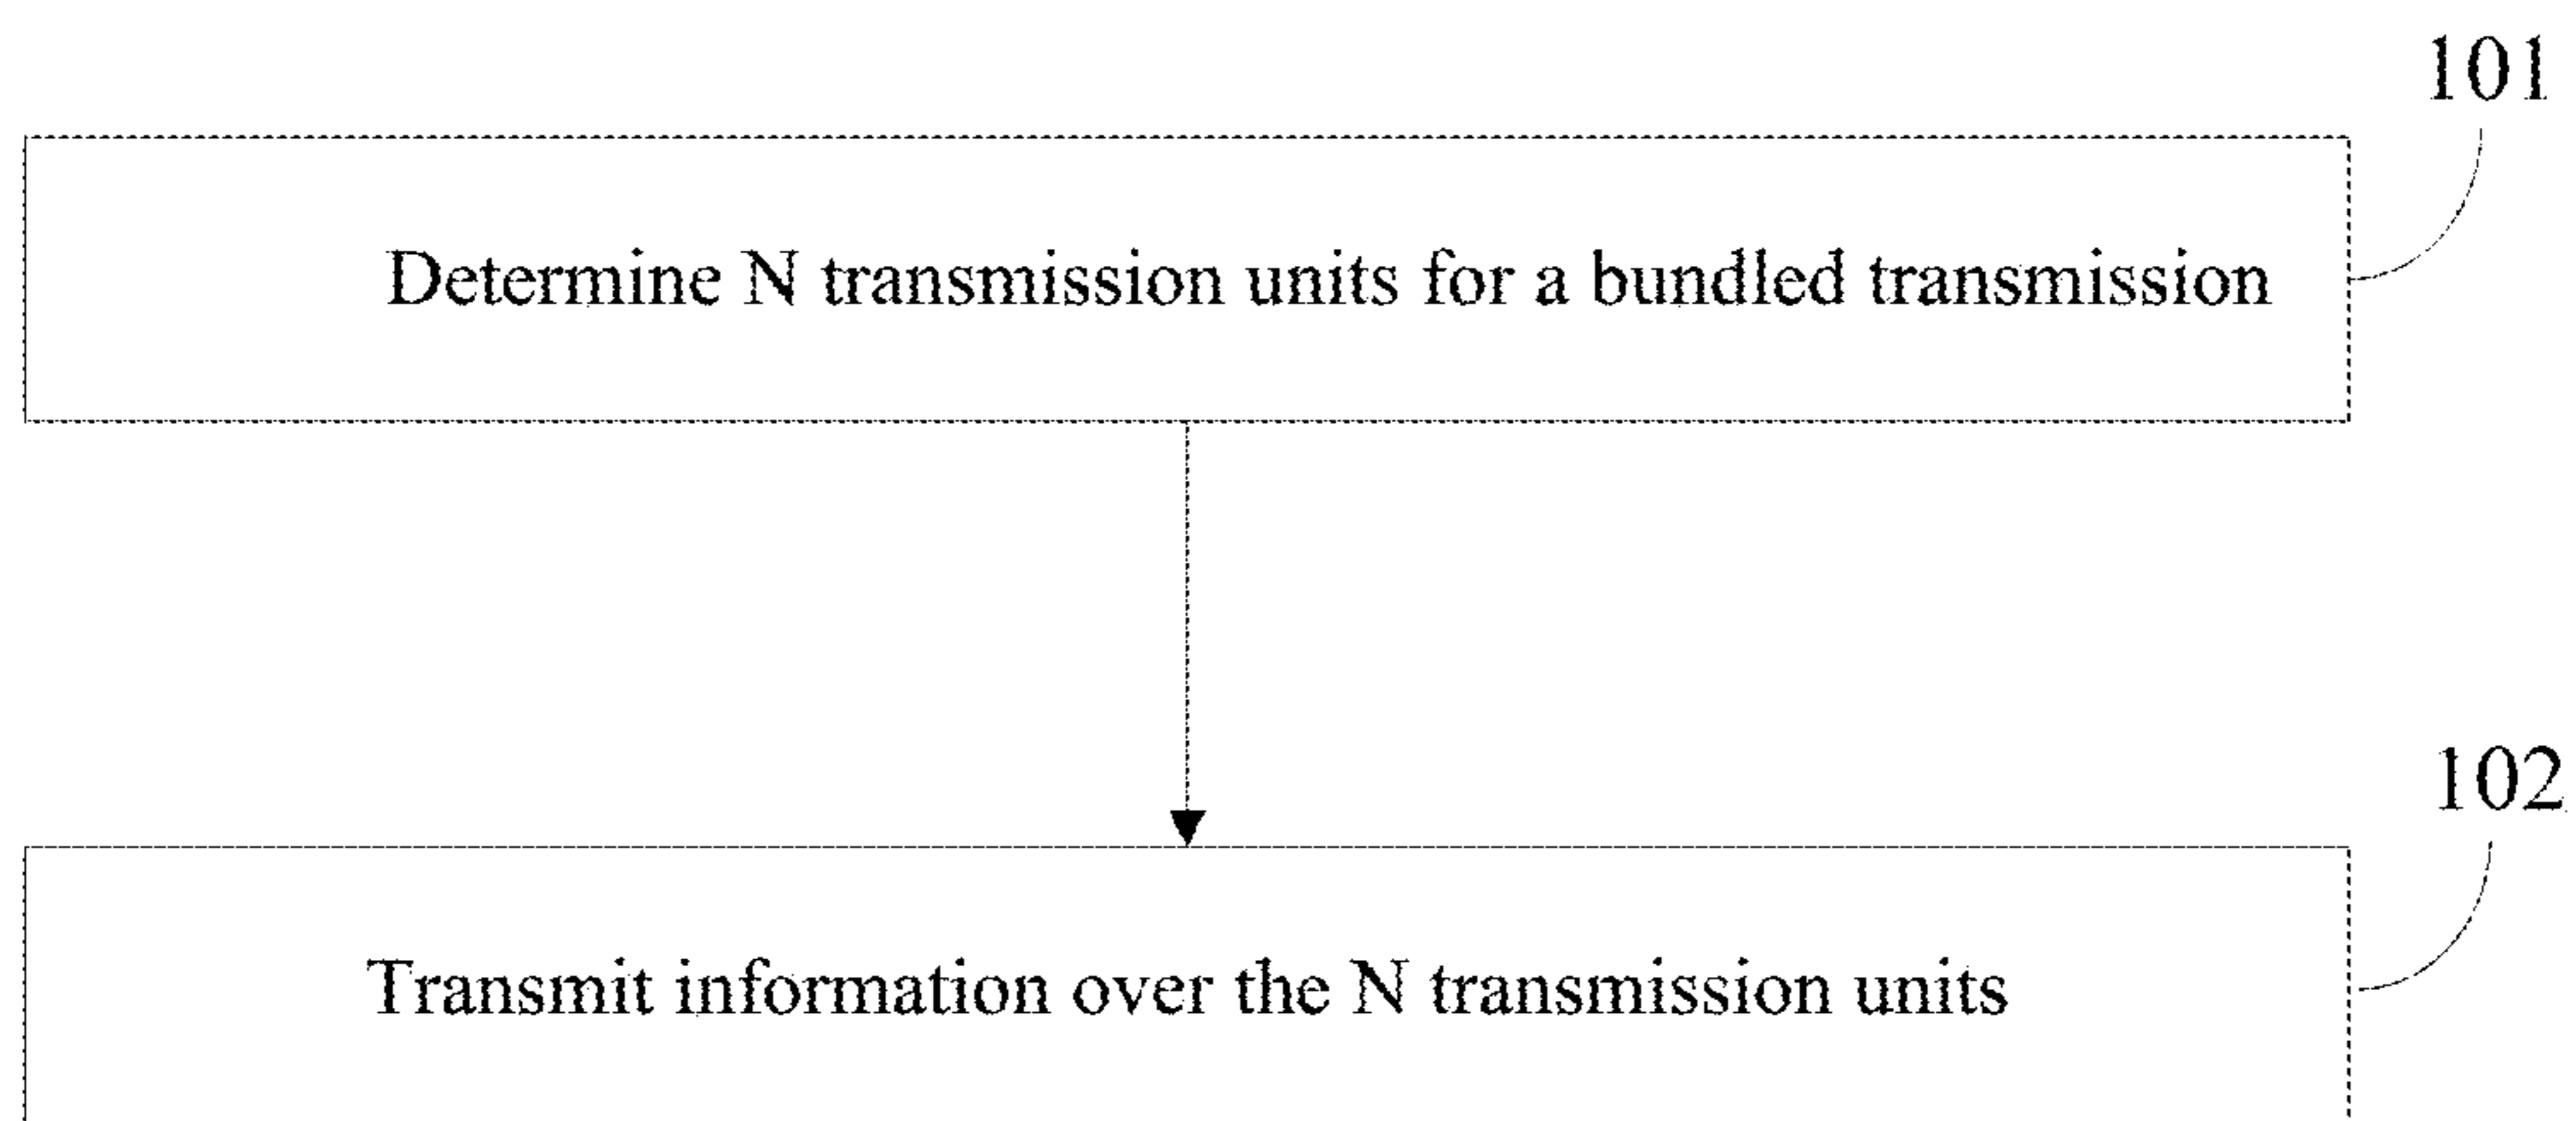 101
Determine N transmission units for a bundled transmission
102
Transmit information over the N transmission units